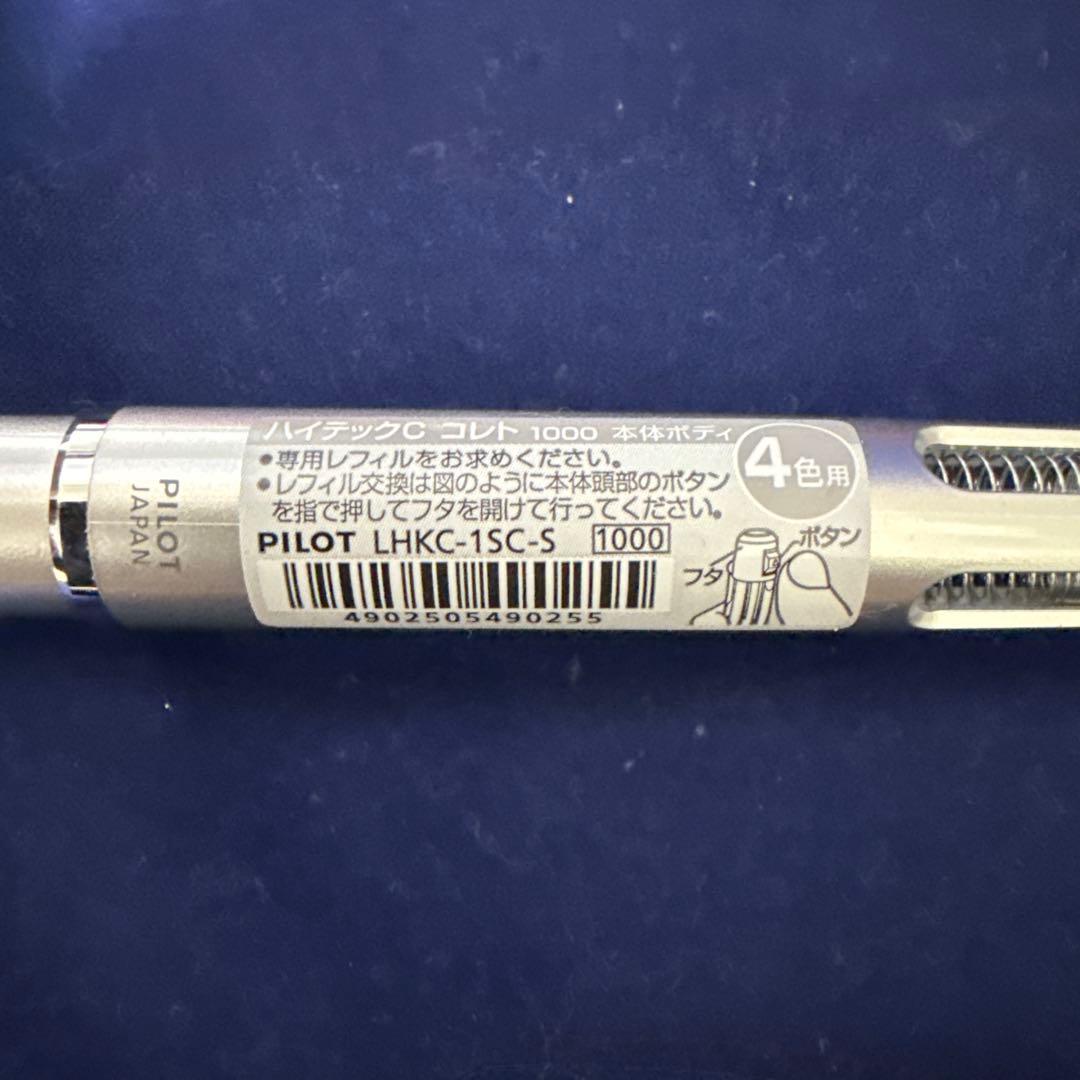 PILOT
JAPAN
ハイテックC コレト 1000 本体ボディ
4色用
•専用レフィルをお求めください。
•レフィル交換は図のように本体頭部のボタン
を指で押してフタを開けて行ってください。
PILOT LHKC-1SC-S 1000
ボタン
フタ
4902505490255